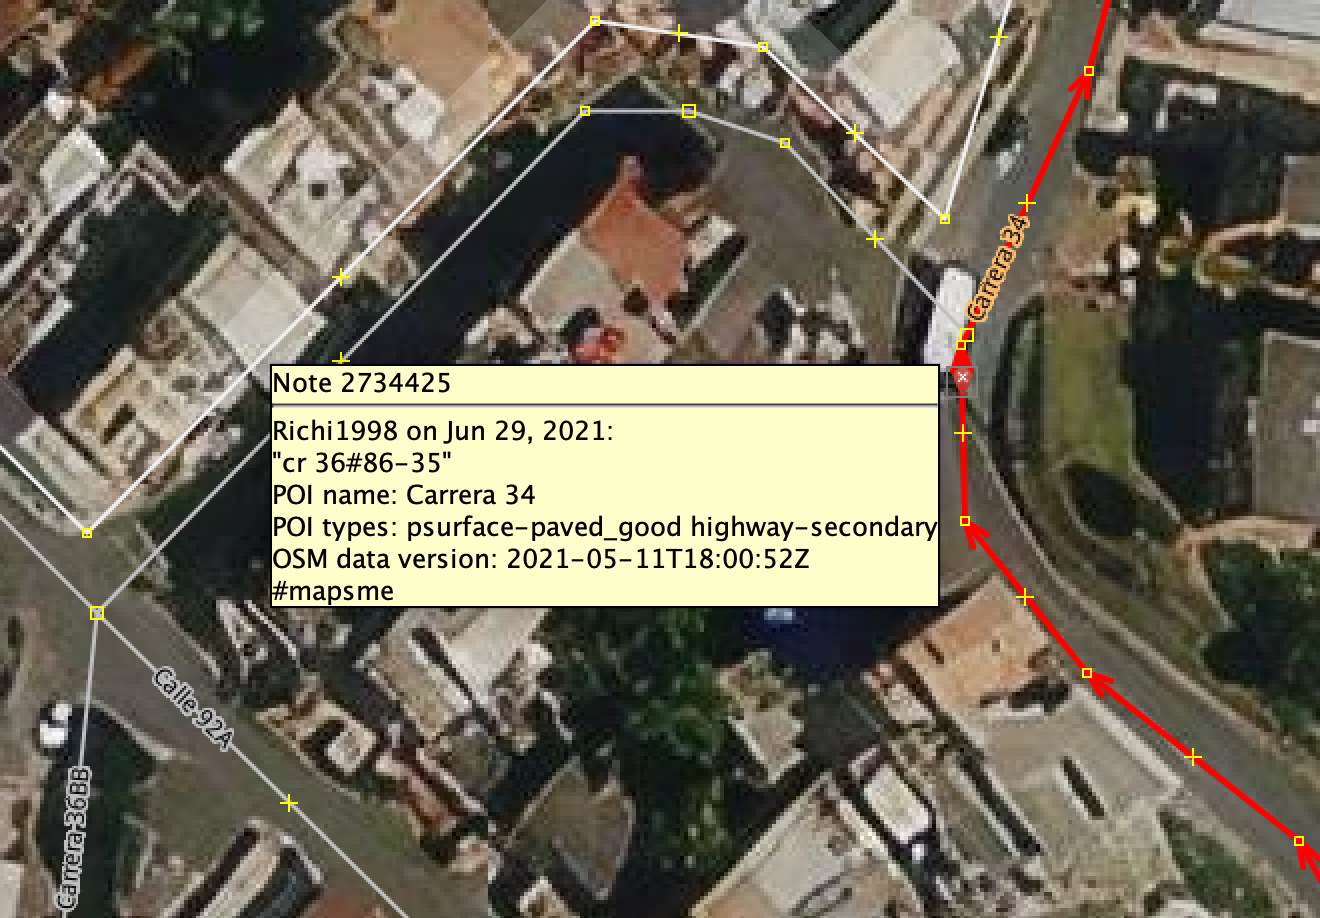 Carrera 34
Note 2734425
Richi1998 on Jun 29, 2021:
"cr 36#86-35"
POI name: Carrera 34
POI types: psurface-paved_good highway-secondary
OSM data version: 2021-05-11T18:00:52Z
#mapsme
Calle 92A
Carrera 36BB